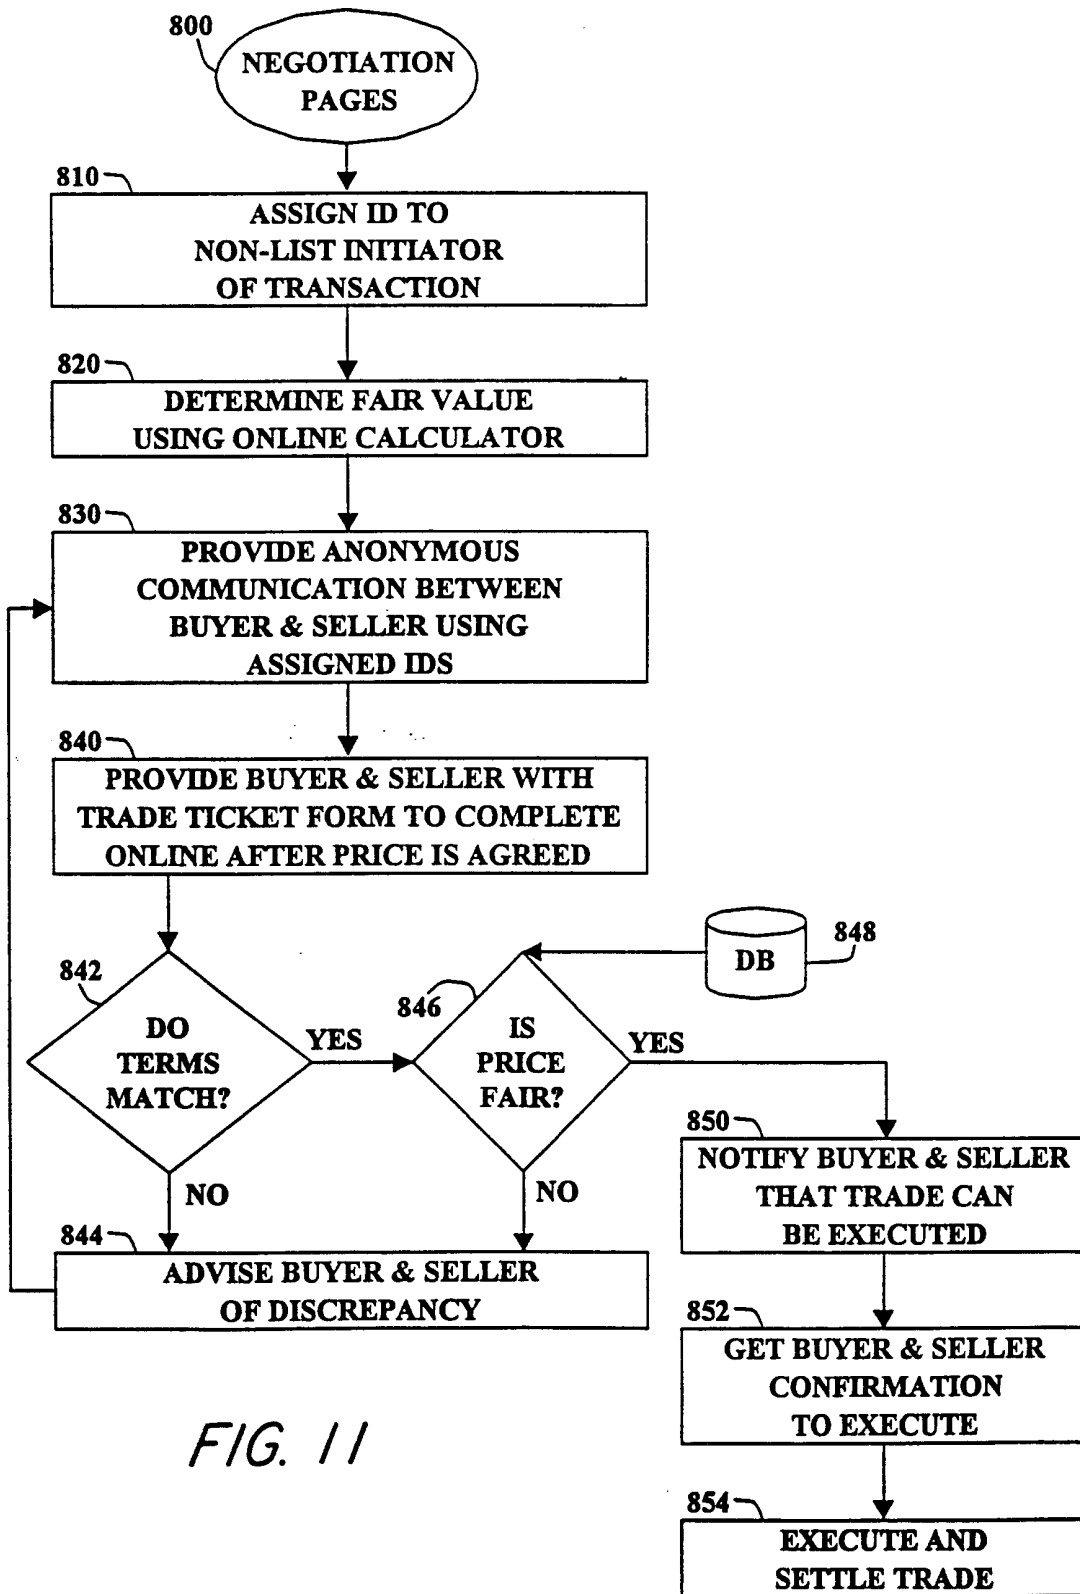 800
NEGOTIATION
PAGES
810
ASSIGN ID TO
NON-LIST INITIATOR
OF TRANSACTION
820
DETERMINE FAIR VALUE
USING ONLINE CALCULATOR
830
PROVIDE ANONYMOUS
COMMUNICATION BETWEEN
BUYER & SELLER USING
ASSIGNED IDS
840
PROVIDE BUYER & SELLER WITH
TRADE TICKET FORM TO COMPLETE
ONLINE AFTER PRICE IS AGREED
842
DO
TERMS
MATCH?
YES
NO
846
IS
PRICE
FAIR?
YES
NO
DB
848
844
ADVISE BUYER & SELLER
OF DISCREPANCY
850
NOTIFY BUYER & SELLER
THAT TRADE CAN
BE EXECUTED
852
GET BUYER & SELLER
CONFIRMATION
TO EXECUTE
854
EXECUTE AND
SETTLE TRADE
FIG. 11